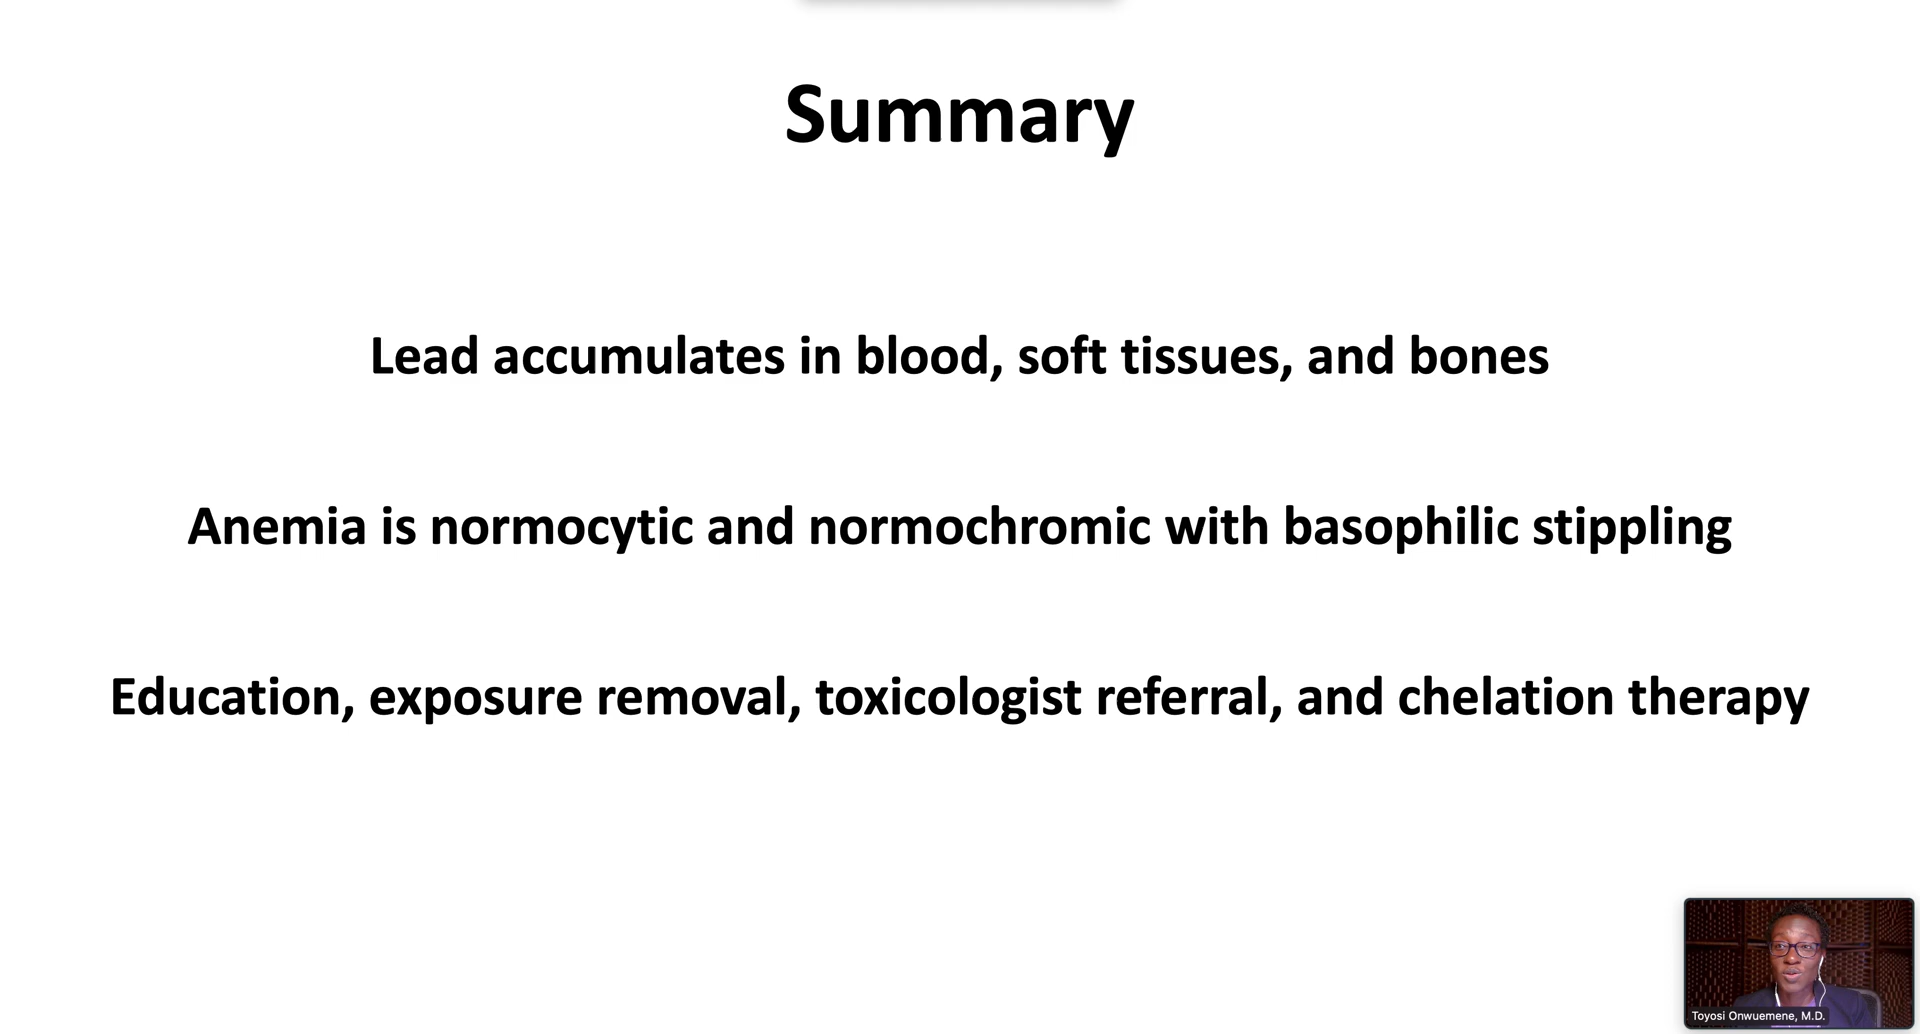 Summary
Lead accumulates in blood, soft tissues, and bones
Anemia is normocytic and normochromic with basophilic stippling
Education, exposure removal, toxicologist referral, and chelation therapy
Toyosi Onwuemene, M.D.